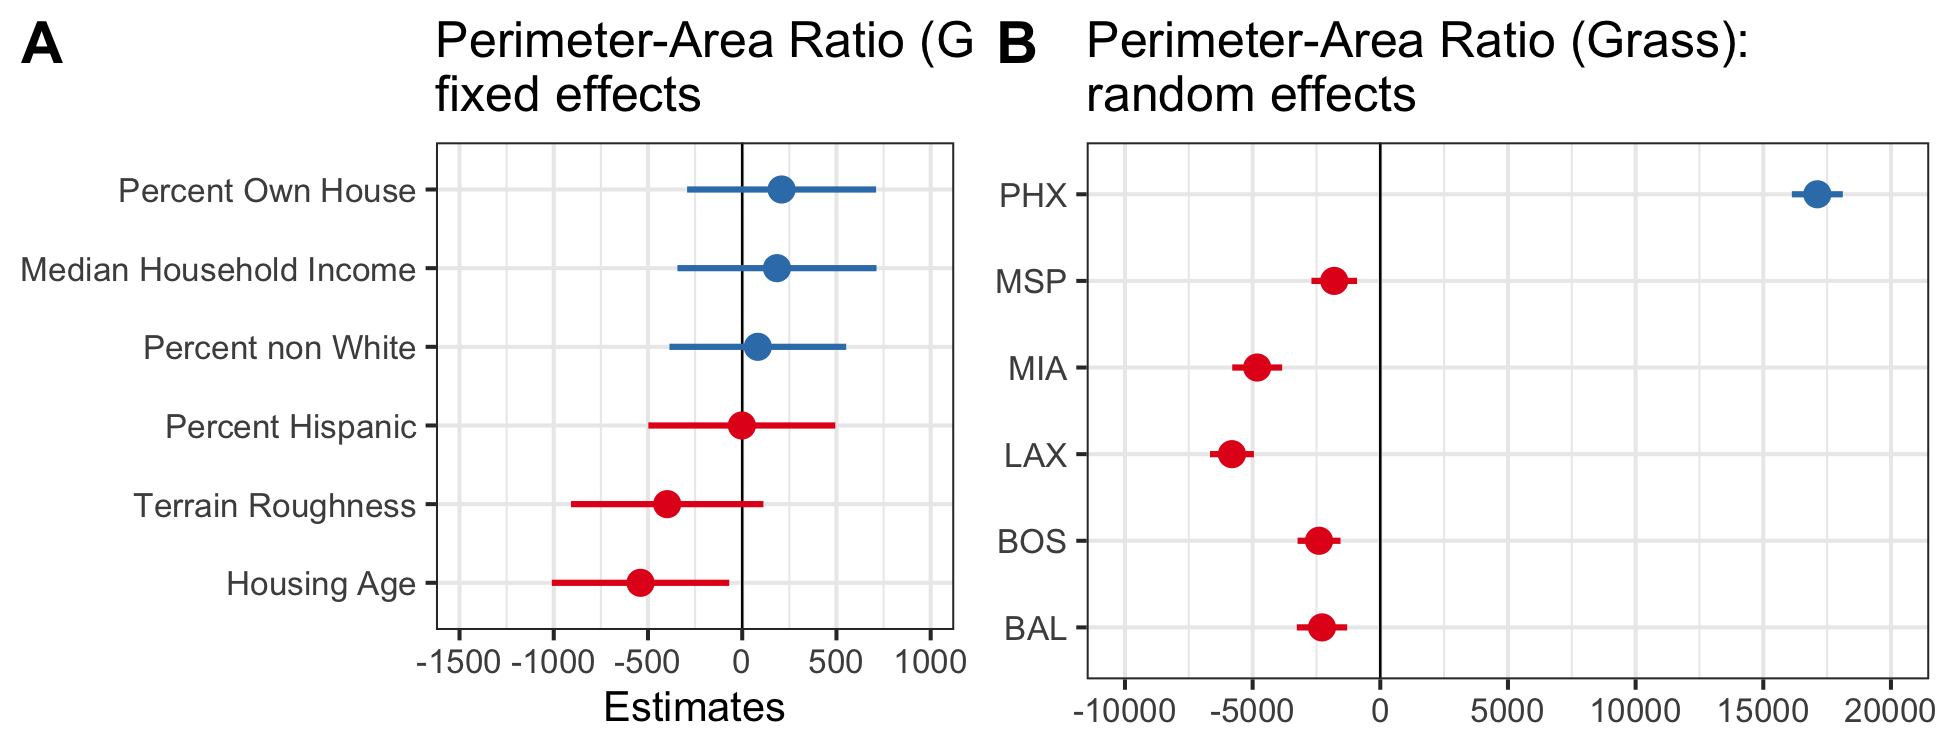 A
Perimeter-Area Ratio (G
fixed effects
Percent Own House
Median Household Income
Percent non White
Percent Hispanic
Terrain Roughness
Housing Age
-1500 -1000 -500 0 500 1000
Estimates
B
Perimeter-Area Ratio (Grass):
random effects
PHX
MSP
MIA
LAX
BOS
BAL
-10000 -5000 0 5000 10000 15000 20000